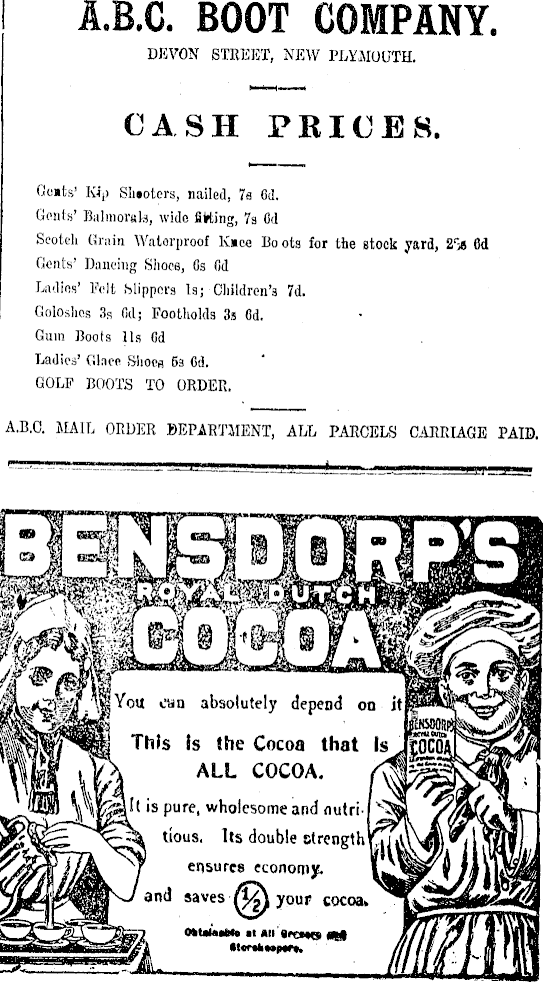 A.B.C. BOOT COMPANY.
DEVON STREET, NEW PLYMOUTH.
CASH PRICES.
Gents' Kip Shooters, nailed, 7s 6d.
Gents' Balmorals, wide fitting, 7s 6d
Scotch Grain Waterproof Knee Boots for the stock yard, 6d
Gents' Dancing Shoes, 6s 6d
Ladies' Felt Slippers 1s; Children's 7d.
Goloshes 3s 6d; Footholds 3s 6d.
Gum Boots 11s 6d
Ladies' Glace Shoes 5s 6d.
GOLF BOOTS TO ORDER.
A.B.C. MAIL ORDER DEPARTMENT, ALL PARCELS CARRIAGE PAID.
BENSDORP'S
ROYAL DUTCH
COCOA
You can absolutely depend on it
This is the Cocoa that is
ALL COCOA.
It is pure, wholesome and nutri-
tious. Its double strength
ensures economy.
and saves 1/2 your cocoa.
Obtainable at All Grocers and
Storekeepers.
BENSDORP'S
ROYAL DUTCH
COCOA